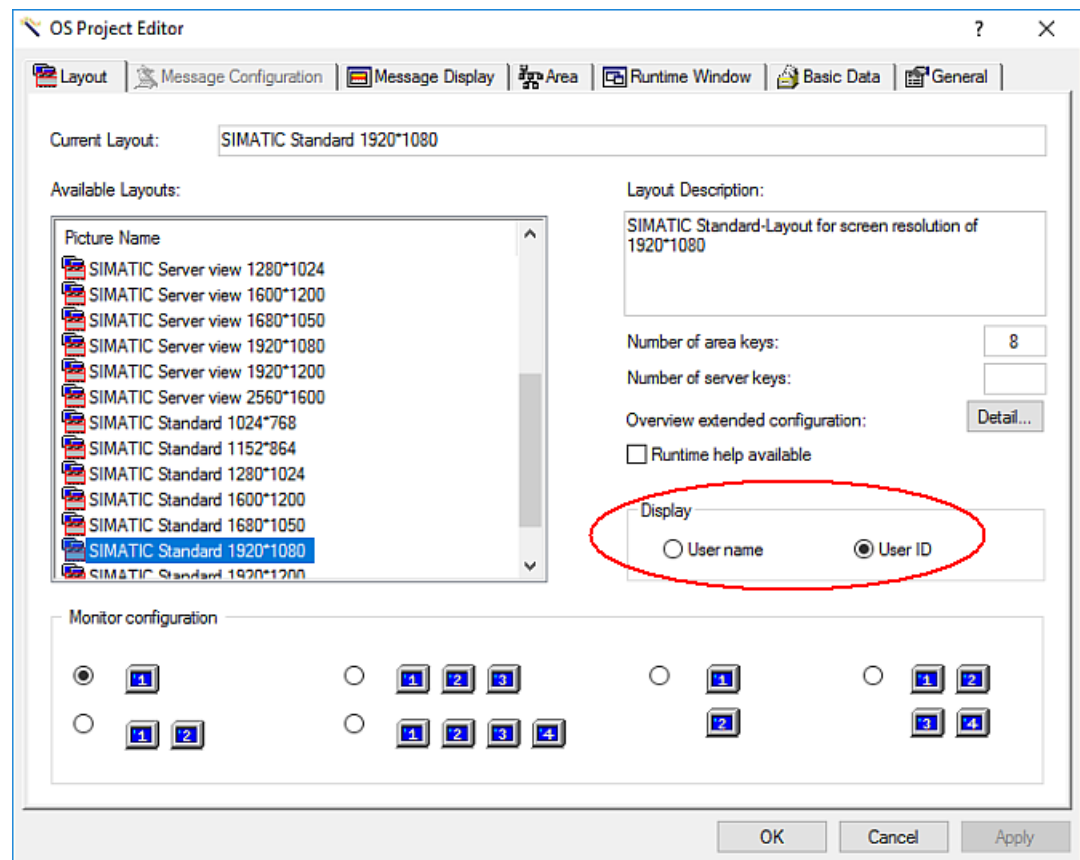 OS Project Editor
?
Layout Message Configuration Message Display Area Runtime Window Basic Data General
Current Layout: SIMATIC Standard 1920*1080
Available Layouts:
Picture Name
SIMATIC Server view 1280*1024
SIMATIC Server view 1600*1200
SIMATIC Server view 1680*1050
SIMATIC Server view 1920*1080
SIMATIC Server view 1920*1200
SIMATIC Server view 2560*1600
SIMATIC Standard 1024*768
SIMATIC Standard 1152*864
SIMATIC Standard 1280*1024
SIMATIC Standard 1600*1200
SIMATIC Standard 1680*1050
SIMATIC Standard 1920*1080
SIMATIC Standard 1920*1200
Layout Description:
SIMATIC Standard-Layout for screen resolution of
1920*1080
Number of area keys: 8
Number of server keys:
Overview extended configuration: Detail...
Runtime help available
Display
User name User ID
Monitor configuration
1 1 2 3 1 1 2
1 2 1 2 3 4 2 3 4
OK Cancel Apply